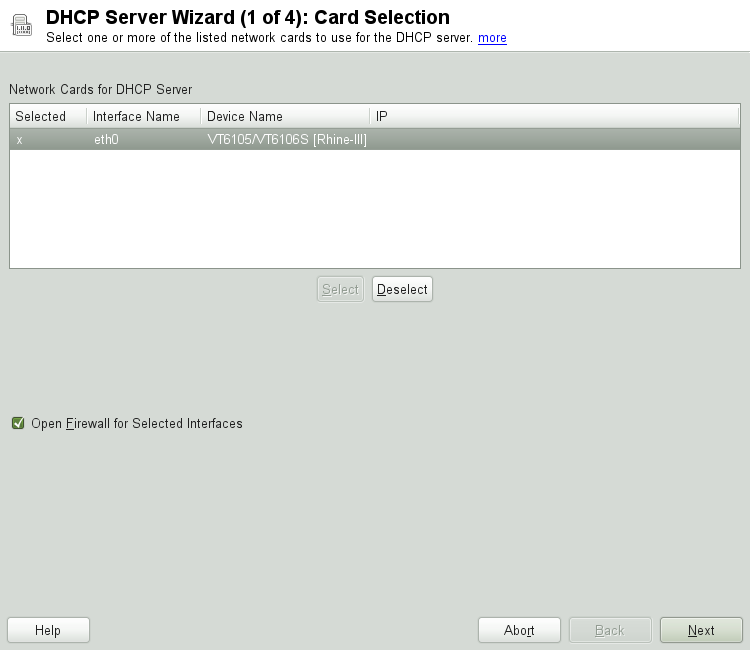 DHCP Server Wizard (1 of 4): Card Selection
Select one or more of the listed network cards to use for the DHCP server. more
Network Cards for DHCP Server
Selected Interface Name Device Name IP
x eth0 VT6105/VT6106S [Rhine-III]
Select Deselect
Open Firewall for Selected Interfaces
Help Abort Back Next